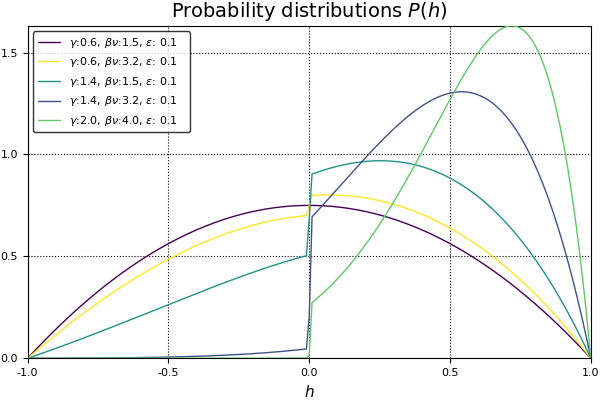 Probability distributions P(h)
γ:0.6, βν:1.5, ε: 0.1
γ:0.6, βν:3.2, ε: 0.1
γ:1.4, βν:1.5, ε: 0.1
γ:1.4, βν:3.2, ε: 0.1
γ:2.0, βν:4.0, ε: 0.1
1.5
1.0
0.5
0.0
-1.0 -0.5 0.0 0.5 1.0
h